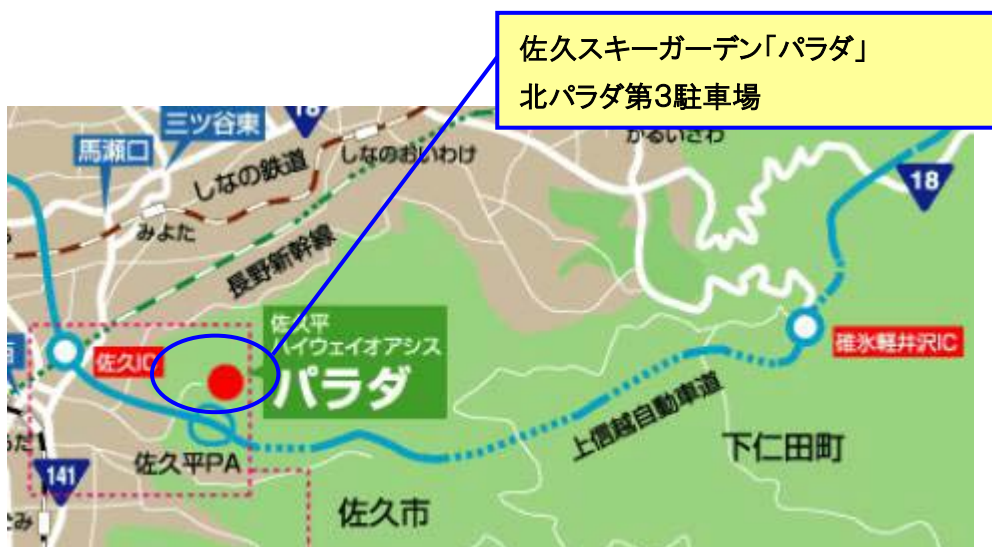 佐久スキーガーデン「パラダ」
北パラダ第3駐車場
三ツ谷東
18
馬瀬口
しなの鉄道
しなのおいわけ
かるいざわ
18
みよた
長野新幹線
佐久平
ハイウェイオアシス
パラダ
佐久IC
碓氷軽井沢IC
上信越自動車道
下仁田町
佐久平PA
141
佐久市